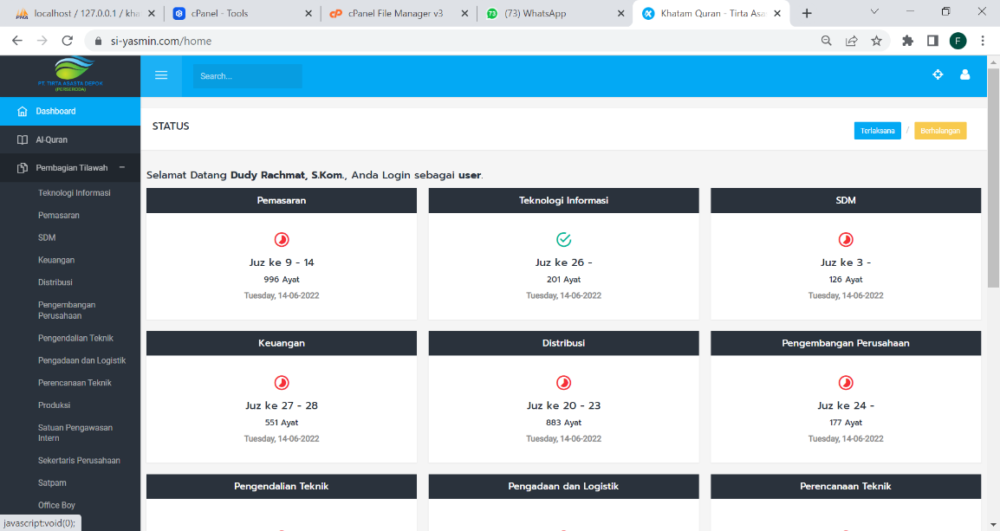 localhost / 127.0.0.1 / kha
cPanel - Tools
cPanel File Manager v3
(73) WhatsApp
Khatam Quran - Tirta Asa
si-yasmin.com/home
F
PT. TIRTA ASASTA DEPOK
(PERSERODA)
Search...
Dashboard
Al-Quran
Pembagian Tilawah
Teknologi Informasi
Pemasaran
SDM
Keuangan
Distribusi
Pengembangan
Perusahaan
Pengendalian Teknik
Pengadaan dan Logistik
Perencanaan Teknik
Produksi
Satuan Pengawasan
Intern
Sekertaris Perusahaan
Satpam
Office Boy
javascript:void(0);
STATUS
Terlaksana / Berhalangan
Selamat Datang Dudy Rachmat, S.Kom., Anda Login sebagai user.
Pemasaran
Juz ke 9 - 14
996 Ayat
Tuesday, 14-06-2022
Teknologi Informasi
Juz ke 26 -
201 Ayat
Tuesday, 14-06-2022
SDM
Juz ke 3 -
126 Ayat
Tuesday, 14-06-2022
Keuangan
Juz ke 27 - 28
551 Ayat
Tuesday, 14-06-2022
Distribusi
Juz ke 20 - 23
883 Ayat
Tuesday, 14-06-2022
Pengembangan Perusahaan
Juz ke 24 -
177 Ayat
Tuesday, 14-06-2022
Pengendalian Teknik
Pengadaan dan Logistik
Perencanaan Teknik